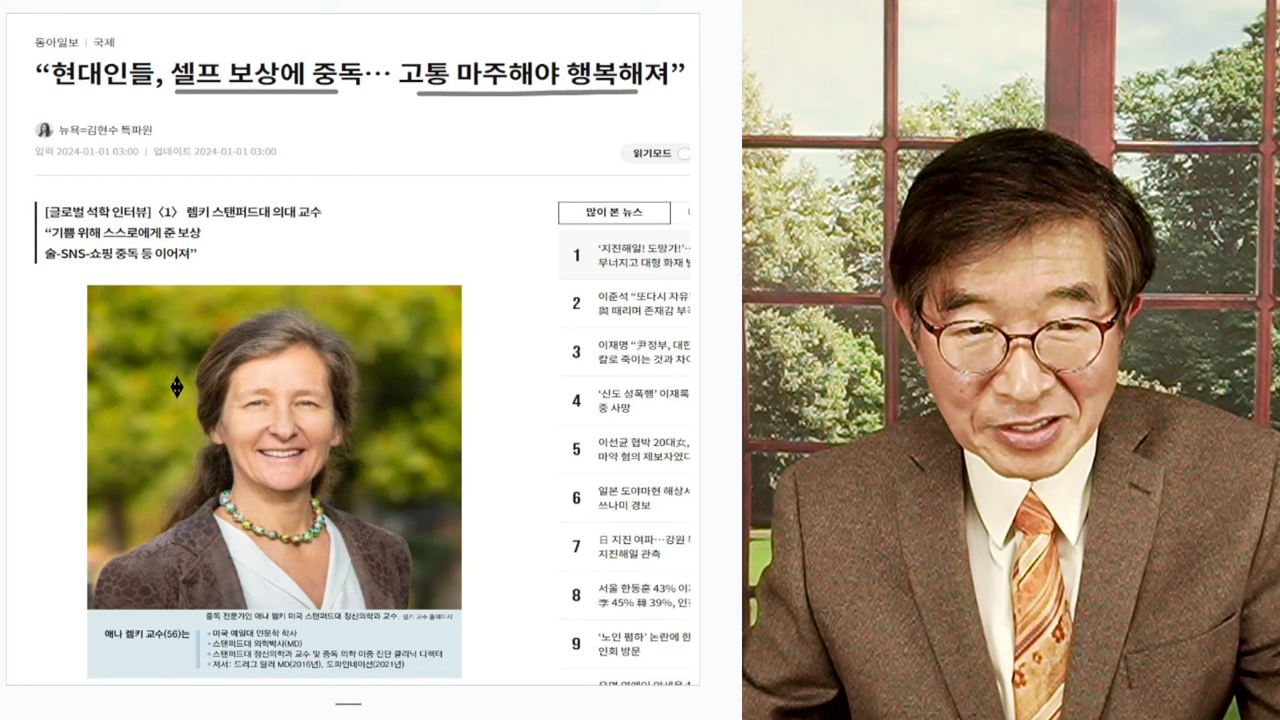 동아일보 | 국제
“현대인들, 셀프 보상에 중독… 고통 마주해야 행복해져”
뉴욕=김현수 특파원
입력 2024-01-01 03:00 | 업데이트 2024-01-01 03:00
읽기모드
[글로벌 석학 인터뷰]〈1〉 렘키 스탠퍼드대 의대 교수
“기쁨 위해 스스로에게 준 보상
술-SNS-쇼핑 중독 등 이어져”
중독 전문가인 애나 렘키 미국 스탠퍼드대 정신의학과 교수. 렘키 교수 홈페이지
애나 렘키 교수(56)는
· 미국 예일대 인문학 학사
· 스탠퍼드대 의학박사(MD)
· 스탠퍼드대 정신의학과 교수 및 중독 의학 이중 진단 클리닉 디렉터
· 저서: 드러그 딜러 MD(2016년), 도파민네이션(2021년)
많이 본 뉴스
1 ‘지진해일! 도망가!’…
무너지고 대형 화재
2 이준석 “또다시 자유
與 때리며 존재감
3 이재명 “尹정부, 대한
칼로 죽이는 것과
4 ‘신도 성폭행’ 이재록
중 사망
5 이선균 협박 20대女,
마약 혐의 제보자였다
6 일본 도야마현 해상서
쓰나미 경보
7 日 지진 여파…강원
지진해일 관측
8 서울 한동훈 43%
李 45% 韓 39%,
9 ‘노인 폄하’ 논란에
인회 방문